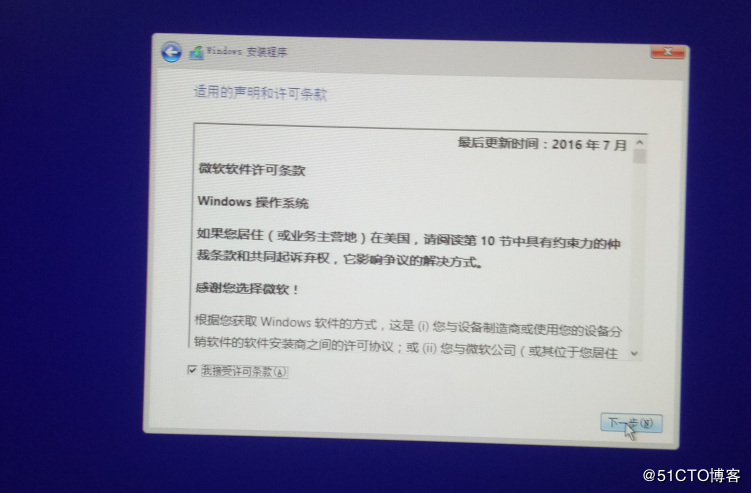 Windows 安装程序
适用的声明和许可条款
最后更新时间：2016 年 7 月
微软软件许可条款
Windows 操作系统
如果您居住（或业务主营地）在美国，请阅读第 10 节中具有约束力的仲
裁条款和共同起诉弃权，它影响争议的解决方式。
感谢您选择微软！
根据您获取 Windows 软件的方式，这是 (i) 您与设备制造商或使用您的设备分
销软件的软件安装商之间的许可协议；或 (ii) 您与微软公司（或其位于您居住
我接受许可条款(A)
下一步(N)
@51CTO博客